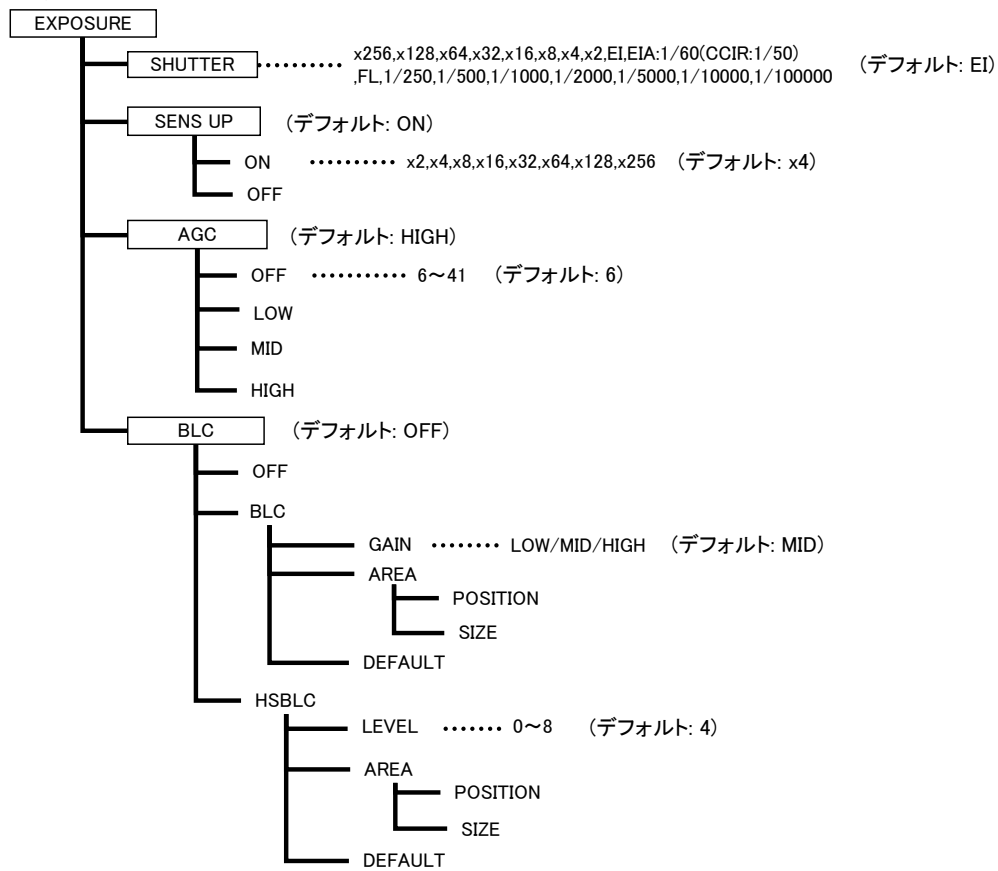 EXPOSURE
SHUTTER ········· x256,x128,x64,x32,x16,x8,x4,x2,EI,EIA:1/60(CCIR:1/50)
,FL,1/250,1/500,1/1000,1/2000,1/5000,1/10000,1/100000 (デフォルト: EI)
SENS UP (デフォルト: ON)
ON ·········· x2,x4,x8,x16,x32,x64,x128,x256 (デフォルト: x4)
OFF
AGC (デフォルト: HIGH)
OFF ·········· 6～41 (デフォルト: 6)
LOW
MID
HIGH
BLC (デフォルト: OFF)
OFF
BLC
GAIN ········ LOW/MID/HIGH (デフォルト: MID)
AREA
POSITION
SIZE
DEFAULT
HSBLC
LEVEL ······· 0～8 (デフォルト: 4)
AREA
POSITION
SIZE
DEFAULT